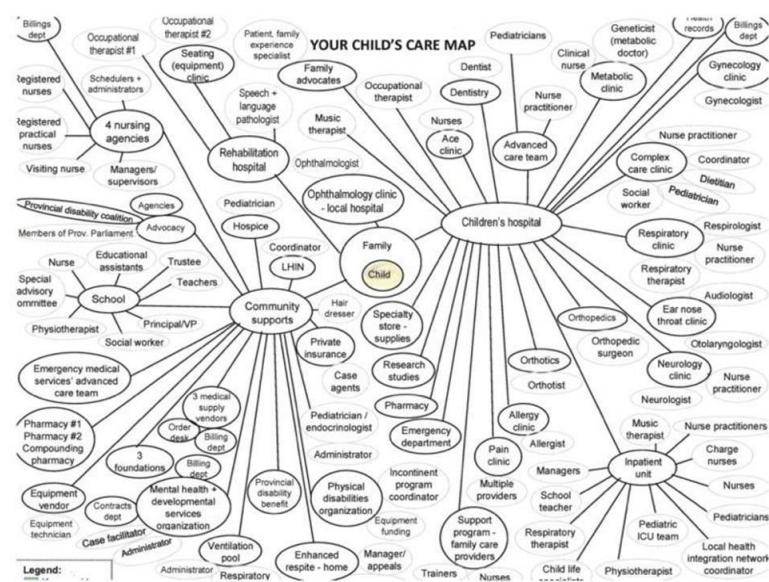 Billings
dept
Occupational
therapist #1
Occupational
therapist #2
Seating
(equipment)
clinic
Patient, family
experience
specialist
YOUR CHILD'S CARE MAP
Family
advocates
Pediatricians
Geneticist
(metabolic
doctor)
records
Billings
dept
Registered
nurses
Schedulers +
administrators
Speech +
language
pathologist
Music
therapist
Occupational
therapist
Dentist
Dentistry
Clinical
nurse
Metabolic
clinic
Gynecology
clinic
Gynecologist
Registered
practical
nurses
4 nursing
agencies
Visiting nurse
Managers/
supervisors
Rehabilitation
hospital
Ophthalmologist
Nurses
Ace
clinic
Nurse
practitioner
Advanced
care team
Nurse practitioner
Complex
care clinic
Coordinator
Dietitian
Pediatrician
Social
worker
Provincial disability coalition
Agencies
Members of Prov. Parliament
Advocacy
Pediatrician
Hospice
Ophthalmology clinic
- local hospital
Children's hospital
Respiratory
clinic
Respirologist
Nurse
practitioner
Respiratory
therapist
Coordinator
LHIN
Family
Child
Nurse
Educational
assistants
Trustee
Teachers
Special
advisory
School
Physiotherapist
Principal/VP
Social worker
Community
supports
Hair
dresser
Private
insurance
Specialty
store -
supplies
Orthopedics
Orthopedic
surgeon
Audiologist
Ear nose
throat clinic
Otolaryngologist
Emergency medical
services' advanced
care team
Case
agents
Research
studies
Orthotics
Orthotist
Neurology
clinic
Nurse
practitioner
Neurologist
Pharmacy #1
Pharmacy #2
Compounding
pharmacy
3 medical
supply
vendors
Order
desk
Billing
dept
3
foundations
Billing
dept
Pediatrician /
endocrinologist
Administrator
Pharmacy
Emergency
department
Allergy
clinic
Allergist
Pain
clinic
Multiple
providers
Music
therapist
Nurse practitioners
Charge
nurses
Inpatient
unit
Nurses
Managers
School
teacher
Pediatricians
Equipment
vendor
Equipment
technician
Contracts
dept
Mental health +
developmental
services
organization
Case facilitator
Administrator
Provincial
disability
benefit
Physical
disabilities
organization
Incontinent
program
coordinator
Equipment
funding
Support
program -
family care
providers
Respiratory
therapist
Pediatric
ICU team
Local health
integration network
coordinator
Legend:
Administrator
Ventilation
pool
Respiratory
Enhanced
respite - home
Manager/
appeals
Trainers
Nurses
Child life
Physiotherapist